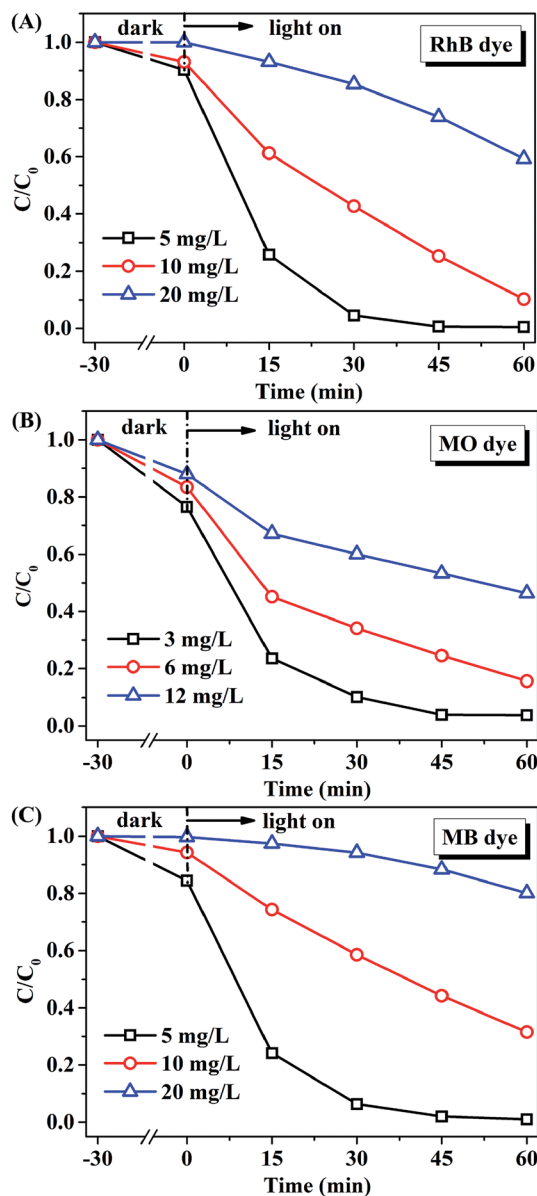 (A)
dark
light on
RhB dye
1.0
0.8
0.6
0.4
0.2
0.0
C/C0
5 mg/L
10 mg/L
20 mg/L
-30
0
15
30
45
60
Time (min)
(B)
dark
light on
MO dye
1.0
0.8
0.6
0.4
0.2
0.0
C/C0
3 mg/L
6 mg/L
12 mg/L
-30
0
15
30
45
60
Time (min)
(C)
dark
light on
MB dye
1.0
0.8
0.6
0.4
0.2
0.0
C/C0
5 mg/L
10 mg/L
20 mg/L
-30
0
15
30
45
60
Time (min)